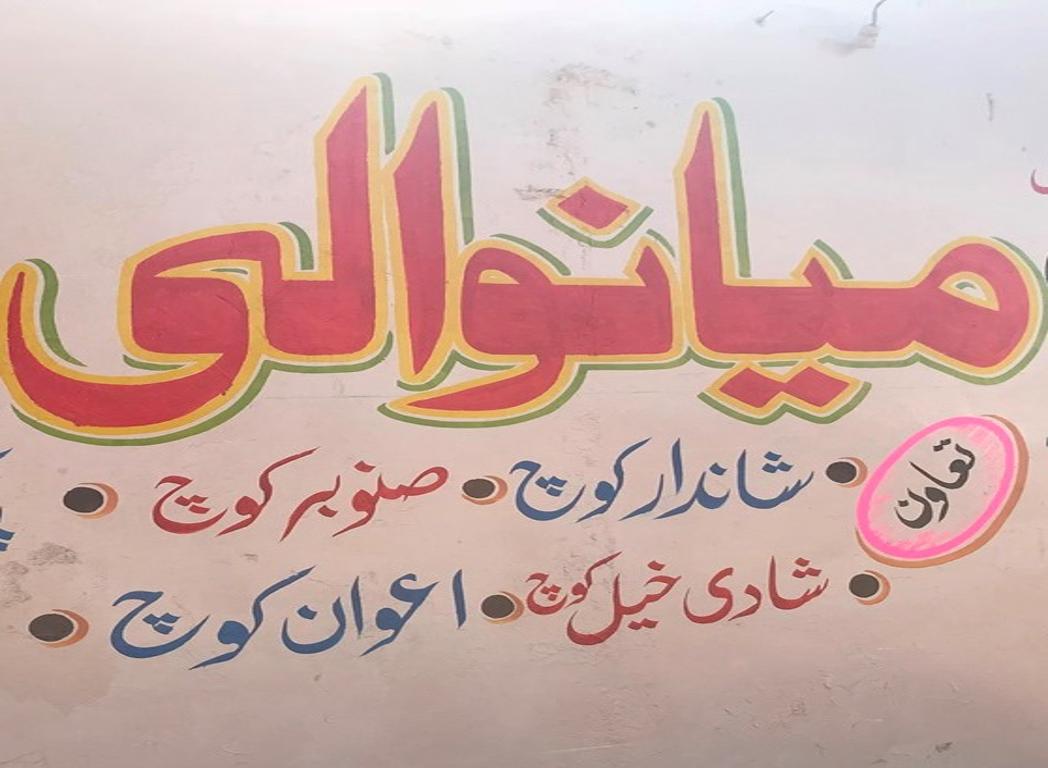 میانوالی
تعاون
شاندار کوچ صنوبر کوچ
شادی خیل کوچ اعوان کوچ